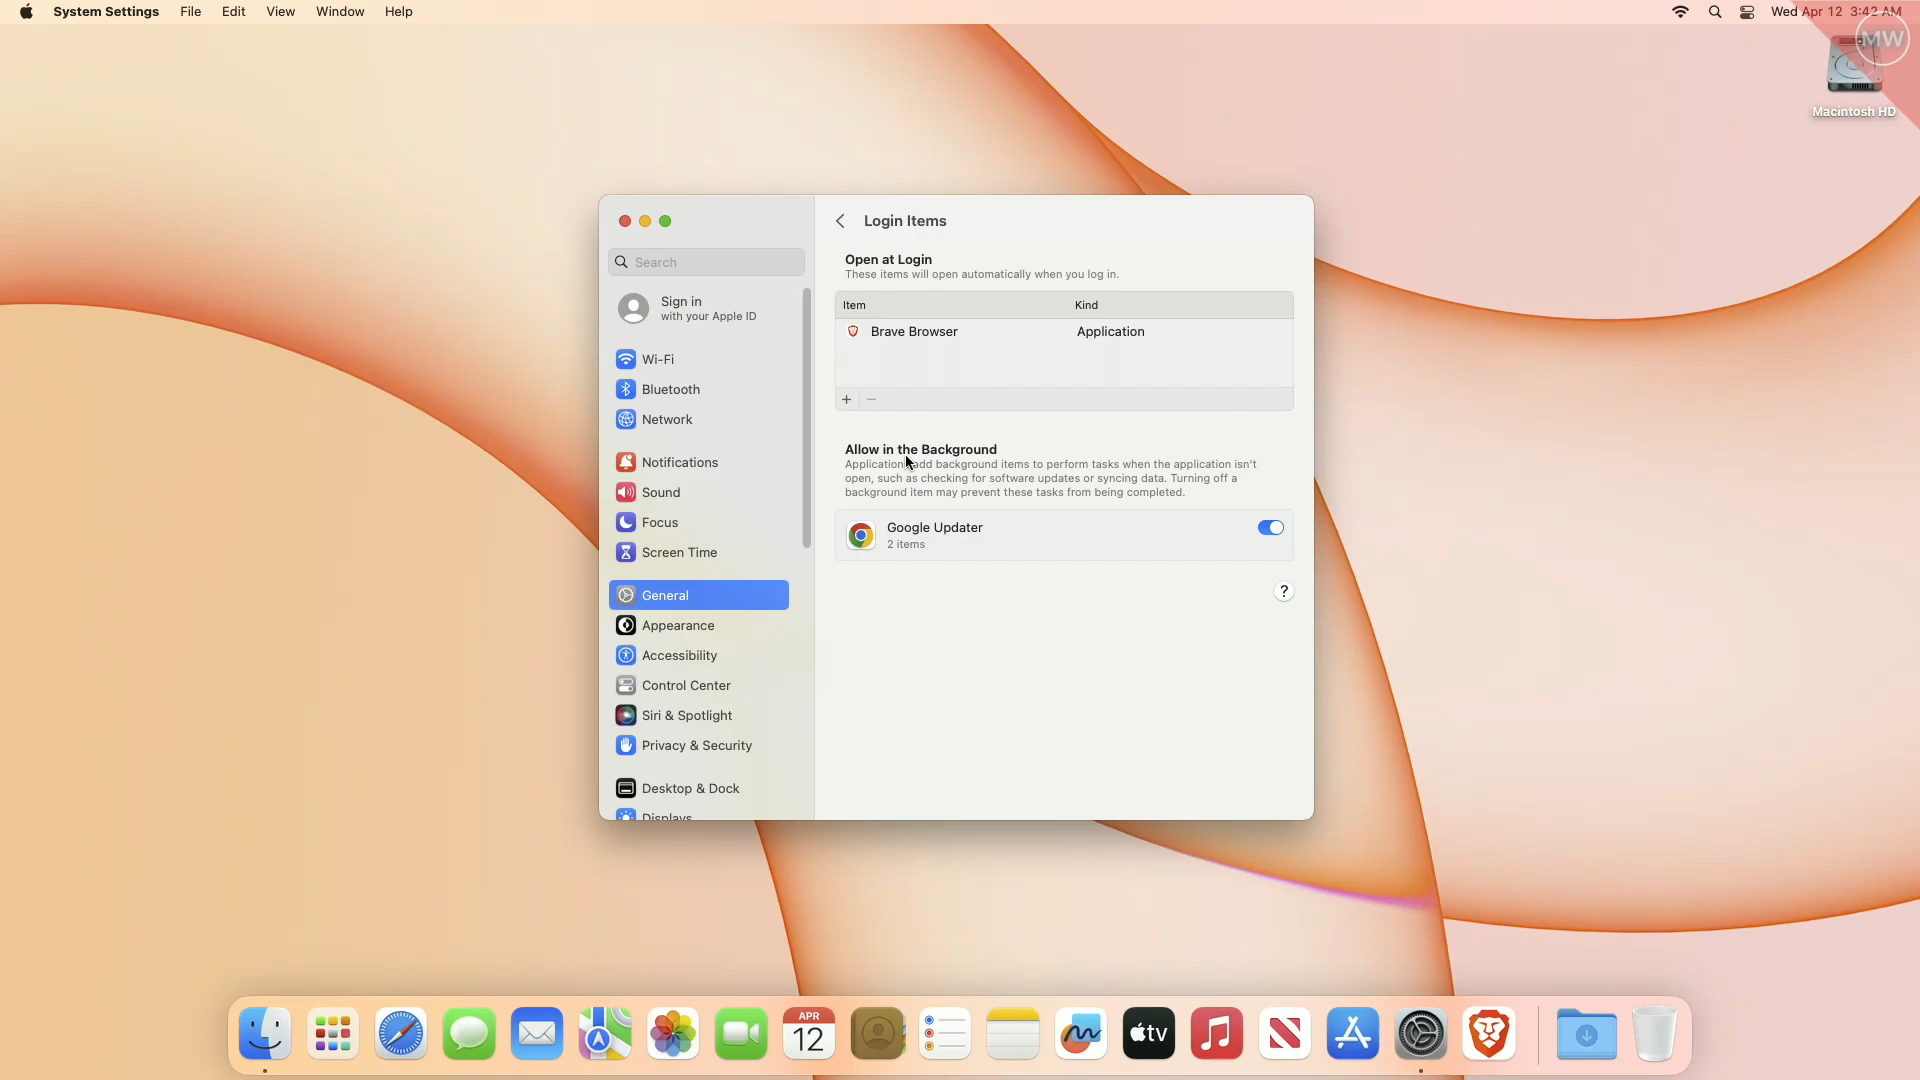 System Settings File Edit View Window Help
Wed Apr 12 3:42 AM
MW
Macintosh HD
Search
Sign in
with your Apple ID
Wi-Fi
Bluetooth
Network
Notifications
Sound
Focus
Screen Time
General
Appearance
Accessibility
Control Center
Siri & Spotlight
Privacy & Security
Desktop & Dock
Displays
Login Items
Open at Login
These items will open automatically when you log in.
Item Kind
Brave Browser Application
+ −
Allow in the Background
Applications add background items to perform tasks when the application isn't
open, such as checking for software updates or syncing data. Turning off a
background item may prevent these tasks from being completed.
Google Updater
2 items
?
APR
12
tv